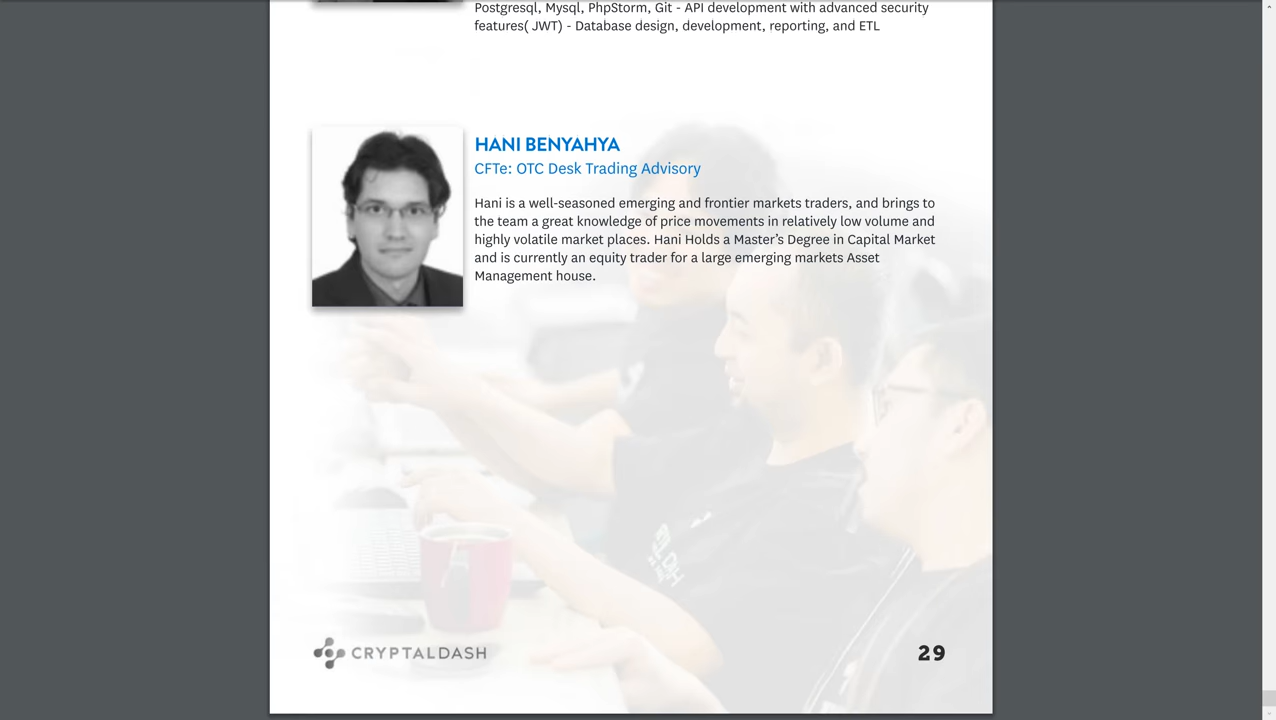 Postgresql, Mysql, PhpStorm, Git - API development with advanced security
features( JWT) - Database design, development, reporting, and ETL
HANI BENYAHYA
CFTe: OTC Desk Trading Advisory
Hani is a well-seasoned emerging and frontier markets traders, and brings to
the team a great knowledge of price movements in relatively low volume and
highly volatile market places. Hani Holds a Master’s Degree in Capital Market
and is currently an equity trader for a large emerging markets Asset
Management house.
CRYPTALDASH
29